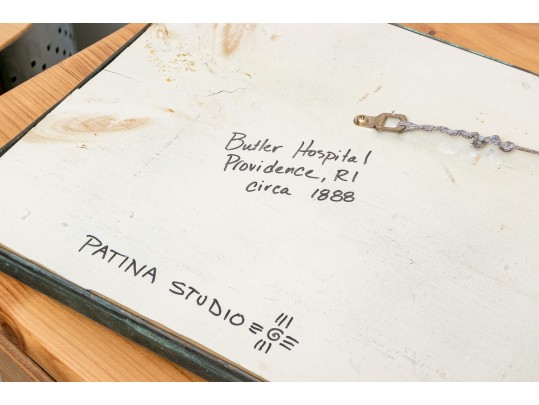 Butler Hospital
Providence, RI
circa 1888
PATINA STUDIO